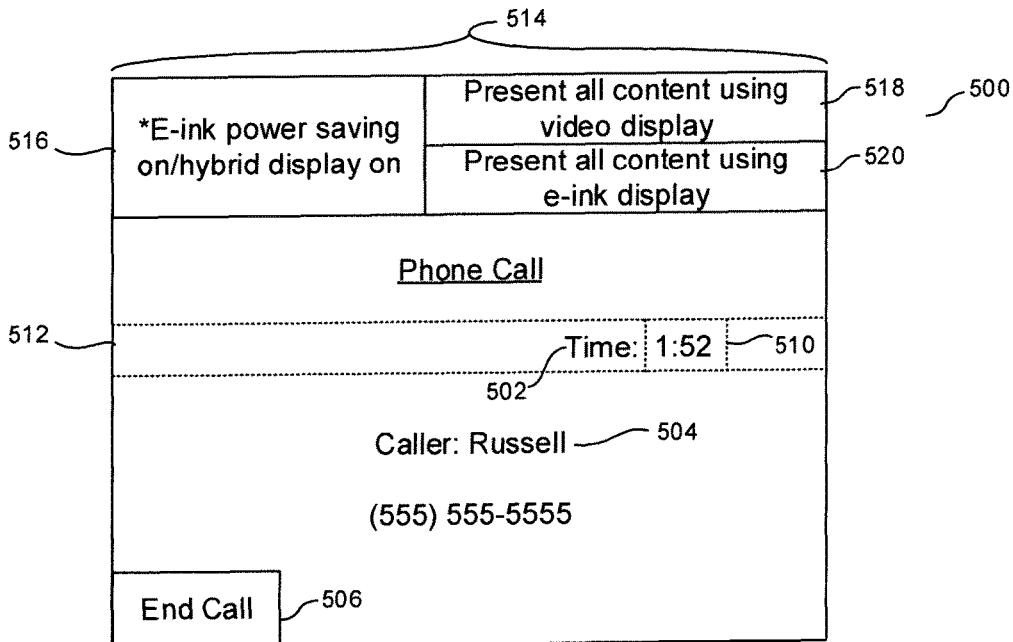 514
516
*E-ink power saving
on/hybrid display on
Present all content using
video display
518
500
Present all content using
e-ink display
520
Phone Call
512
Time: 1:52
510
502
Caller: Russell
504
(555) 555-5555
End Call
506